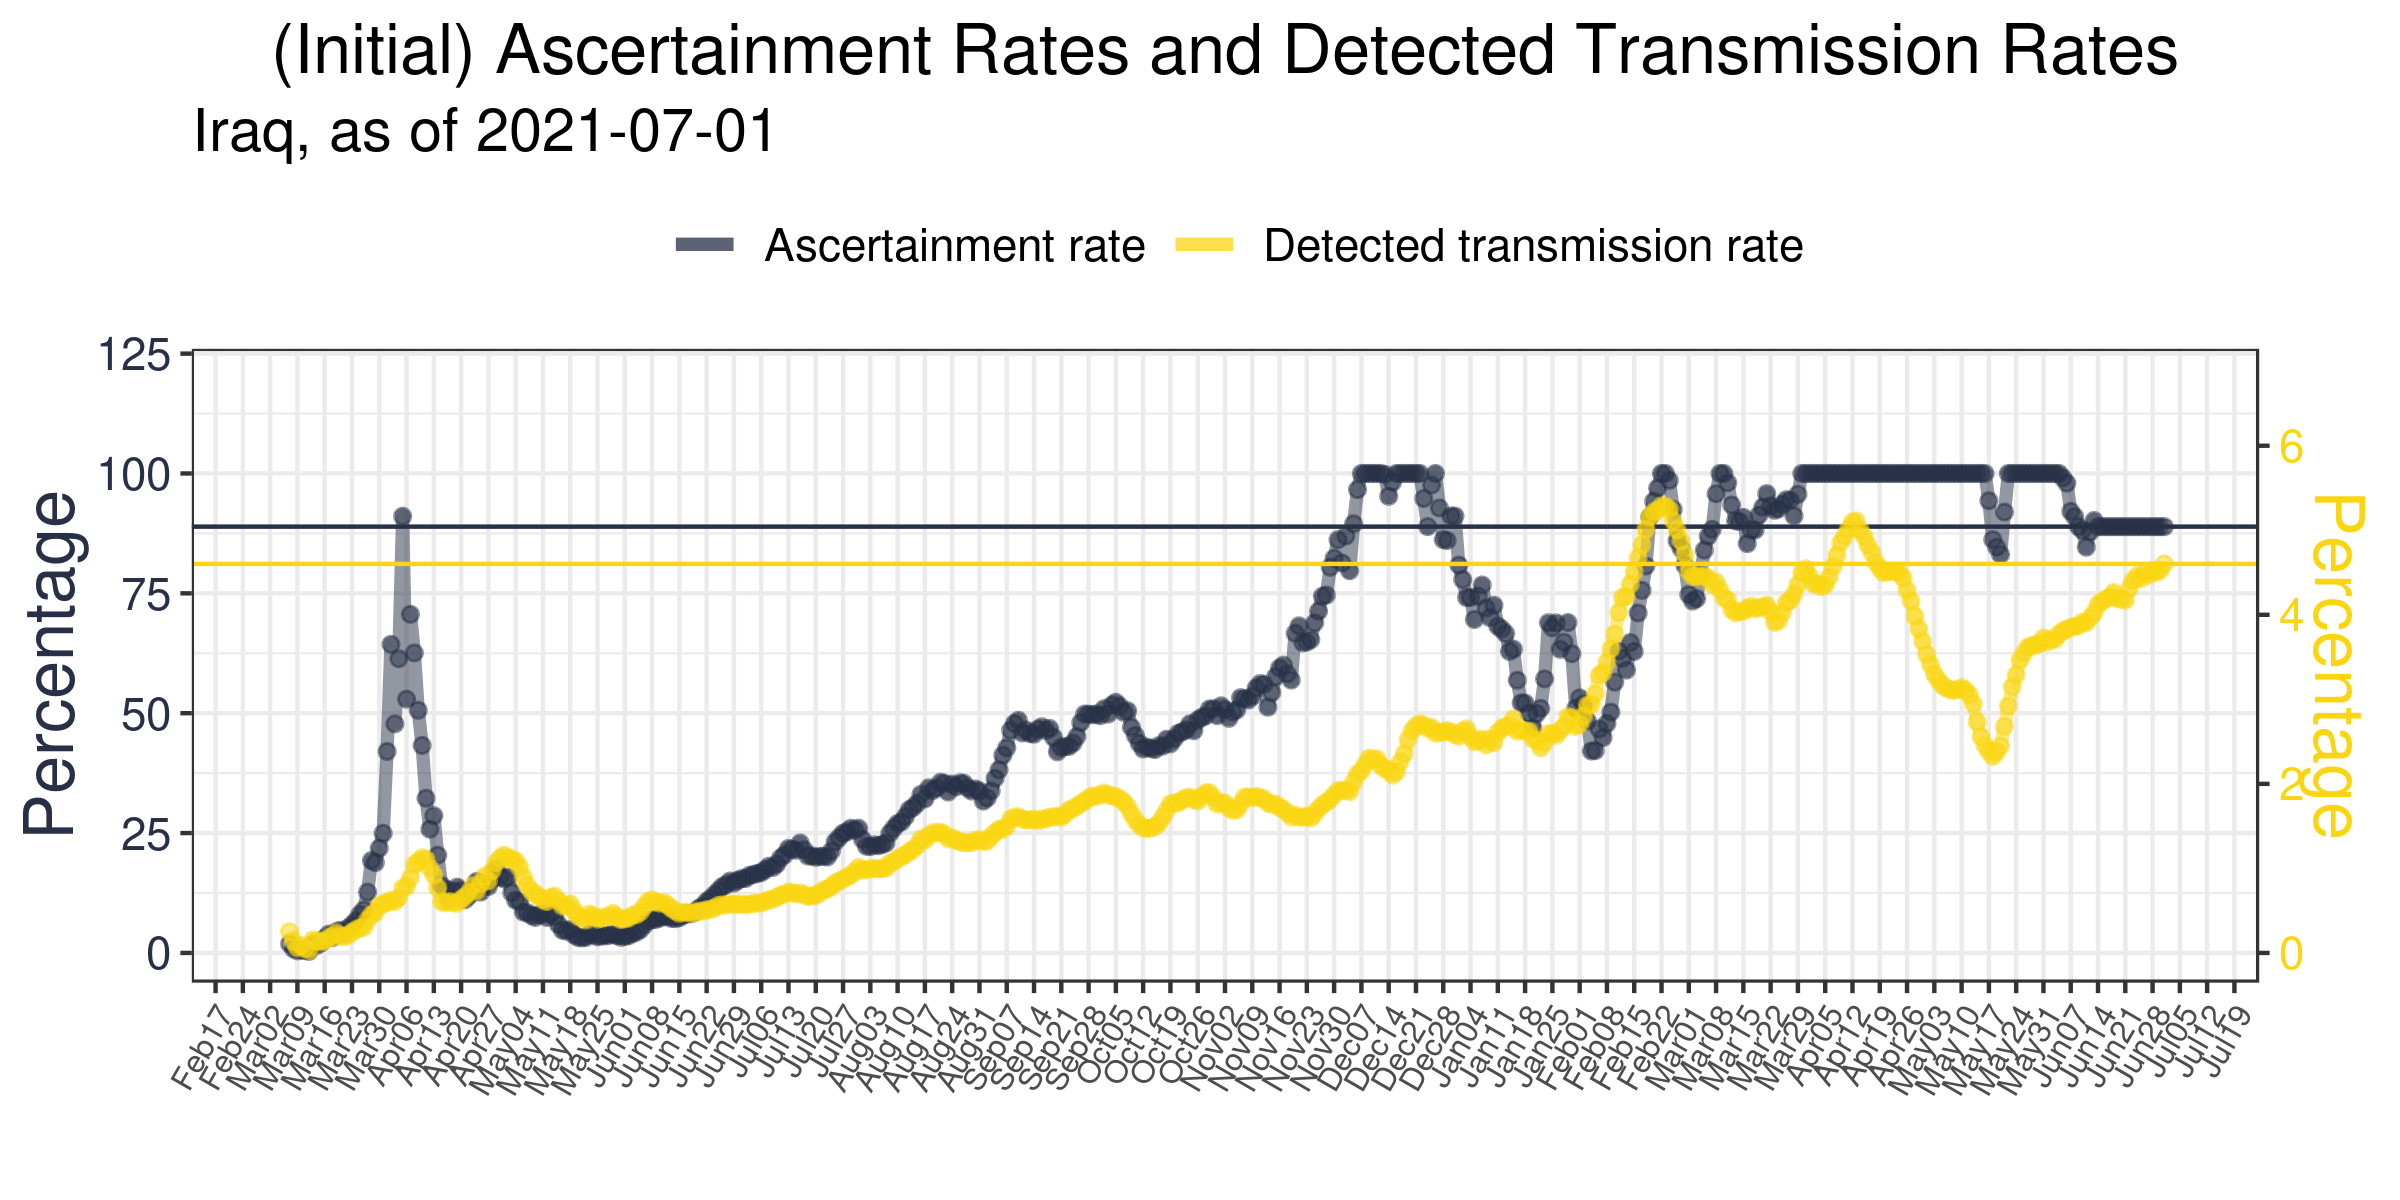 (Initial) Ascertainment Rates and Detected Transmission Rates
Iraq, as of 2021-07-01
Ascertainment rate
Detected transmission rate
Percentage
125
100
75
50
25
0
6
4
2
0
Percentage
Feb17
Feb24
Mar02
Mar09
Mar16
Mar23
Mar30
Apr06
Apr13
Apr20
Apr27
May04
May11
May18
May25
Jun01
Jun08
Jun15
Jun22
Jun29
Jul06
Jul13
Jul20
Jul27
Aug03
Aug10
Aug17
Aug24
Aug31
Sep07
Sep14
Sep21
Sep28
Oct05
Oct12
Oct19
Oct26
Nov02
Nov09
Nov16
Nov23
Nov30
Dec07
Dec14
Dec21
Dec28
Jan04
Jan11
Jan18
Jan25
Feb01
Feb08
Feb15
Feb22
Mar01
Mar08
Mar15
Mar22
Mar29
Apr05
Apr12
Apr19
Apr26
May03
May10
May17
May24
May31
Jun07
Jun14
Jun21
Jun28
Jul05
Jul12
Jul19